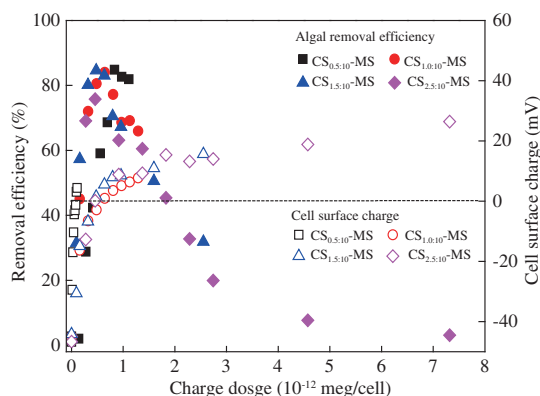 100
80
60
40
20
0
Removal efficiency (%)
60
40
20
0
-20
-40
Cell surface charge (mV)
Algal removal efficiency
CS0.5:10-MS CS1.0:10-MS
CS1.5:10-MS CS2.5:10-MS
Cell surface charge
CS0.5:10-MS CS1.0:10-MS
CS1.5:10-MS CS2.5:10-MS
0 1 2 3 4 5 6 7 8
Charge dosge (10-12 meg/cell)